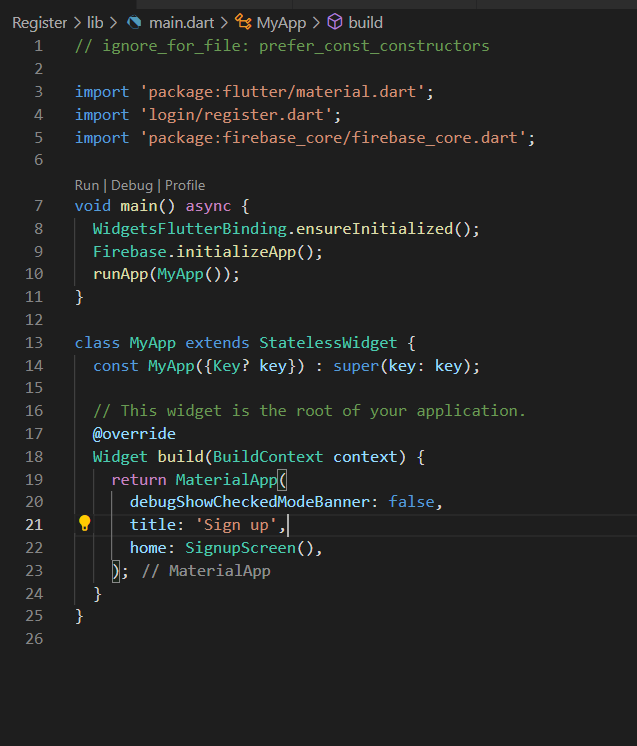 Register > lib > main.dart > MyApp > build
1 // ignore_for_file: prefer_const_constructors
2
3 import 'package:flutter/material.dart';
4 import 'login/register.dart';
5 import 'package:firebase_core/firebase_core.dart';
6
Run | Debug | Profile
7 void main() async {
8   WidgetsFlutterBinding.ensureInitialized();
9   Firebase.initializeApp();
10   runApp(MyApp());
11 }
12
13 class MyApp extends StatelessWidget {
14   const MyApp({Key? key}) : super(key: key);
15
16   // This widget is the root of your application.
17   @override
18   Widget build(BuildContext context) {
19     return MaterialApp(
20       debugShowCheckedModeBanner: false,
21       title: 'Sign up',
22       home: SignupScreen(),
23     ); // MaterialApp
24   }
25 }
26